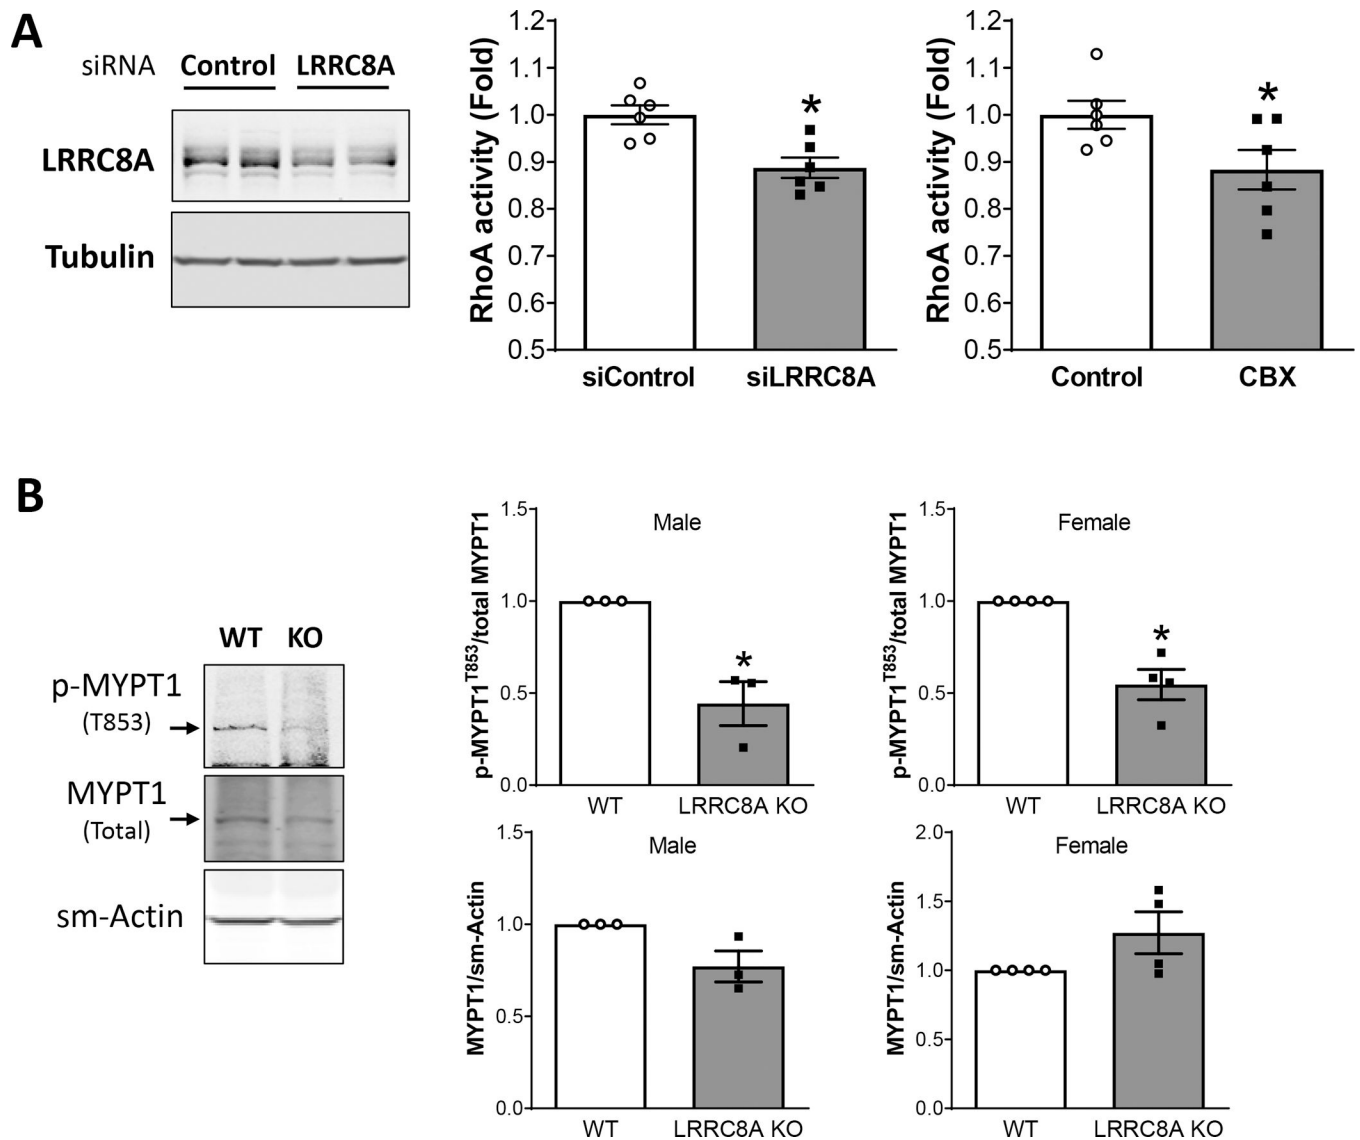 A
siRNA Control LRRC8A
LRRC8A
Tubulin
RhoA activity (Fold)
1.2
1.1
1.0
0.9
0.8
0.7
0.6
0.5
*
siControl siLRRC8A
RhoA activity (Fold)
1.2
1.1
1.0
0.9
0.8
0.7
0.6
0.5
*
Control CBX
B
WT KO
p-MYPT1
(T853)
MYPT1
(Total)
sm-Actin
p-MYPT1T853/total MYPT1
1.5
1.0
0.5
0.0
Male
*
WT LRRC8A KO
p-MYPT1T853/total MYPT1
1.5
1.0
0.5
0.0
Female
*
WT LRRC8A KO
MYPT1/sm-Actin
1.5
1.0
0.5
0.0
Male
WT LRRC8A KO
MYPT1/sm-Actin
2.0
1.5
1.0
0.5
0.0
Female
WT LRRC8A KO